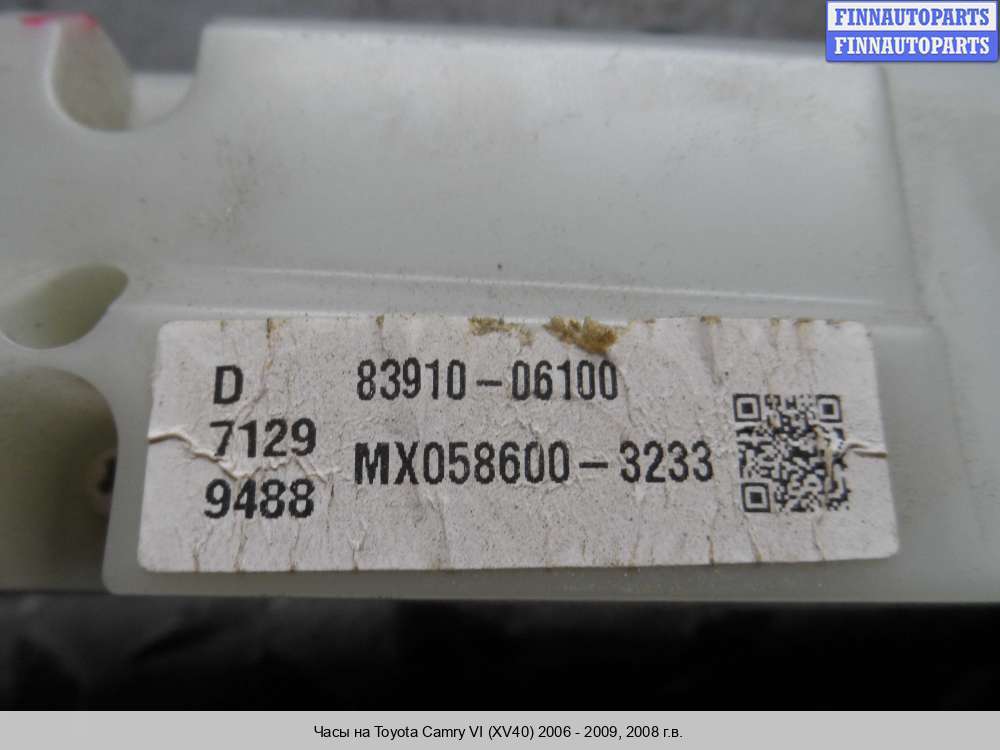 FINNAUTOPARTS
FINNAUTOPARTS
D 83910-06100
7129
MX058600-3233
9488
Часы на Toyota Camry VI (XV40) 2006 - 2009, 2008 г.в.